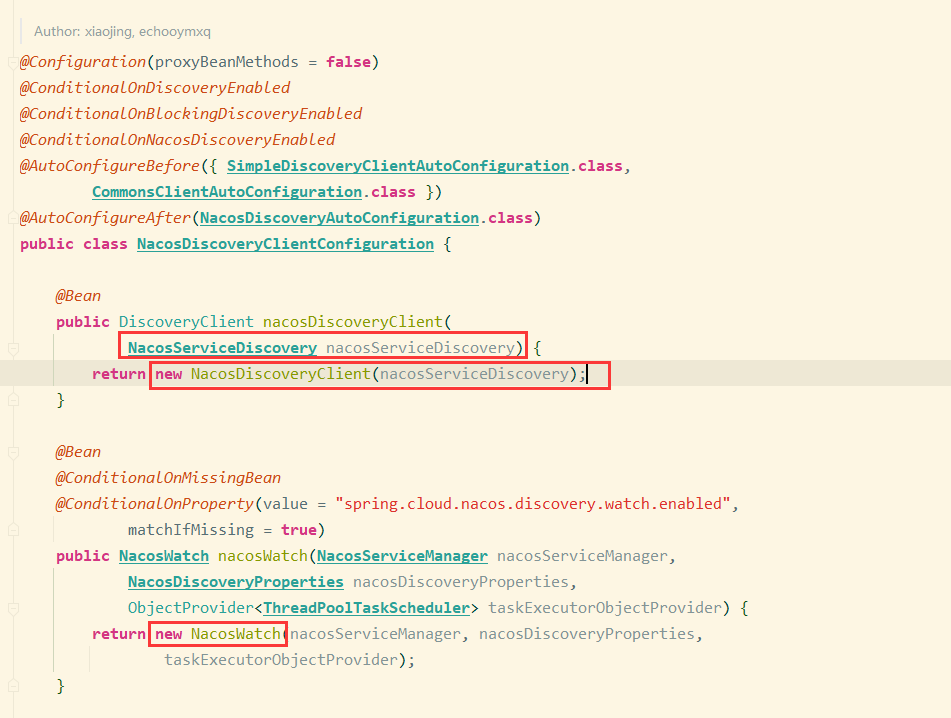 Author: xiaojing, echooymxq
@Configuration(proxyBeanMethods = false)
@ConditionalOnDiscoveryEnabled
@ConditionalOnBlockingDiscoveryEnabled
@ConditionalOnNacosDiscoveryEnabled
@AutoConfigureBefore({ SimpleDiscoveryClientAutoConfiguration.class,
CommonsClientAutoConfiguration.class })
@AutoConfigureAfter(NacosDiscoveryAutoConfiguration.class)
public class NacosDiscoveryClientConfiguration {
@Bean
public DiscoveryClient nacosDiscoveryClient(
NacosServiceDiscovery nacosServiceDiscovery) {
return new NacosDiscoveryClient(nacosServiceDiscovery);
}
@Bean
@ConditionalOnMissingBean
@ConditionalOnProperty(value = "spring.cloud.nacos.discovery.watch.enabled",
matchIfMissing = true)
public NacosWatch nacosWatch(NacosServiceManager nacosServiceManager,
NacosDiscoveryProperties nacosDiscoveryProperties,
ObjectProvider<ThreadPoolTaskScheduler> taskExecutorObjectProvider) {
return new NacosWatch(nacosServiceManager, nacosDiscoveryProperties,
taskExecutorObjectProvider);
}